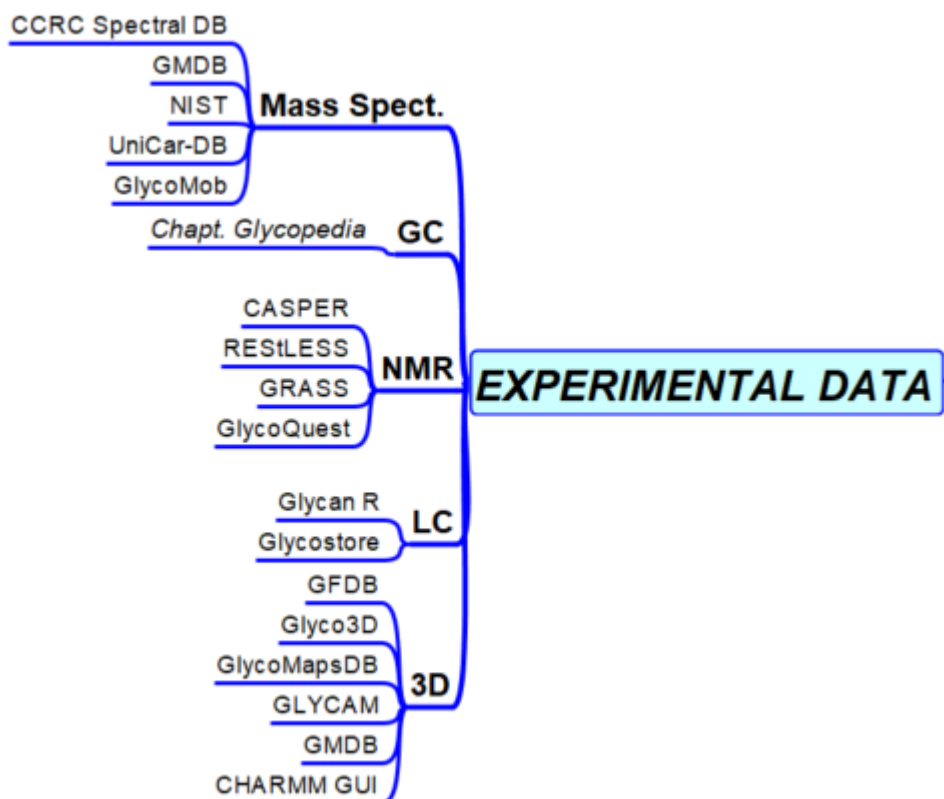 CCRC Spectral DB
GMDB
NIST
UniCar-DB
GlycoMob
Mass Spect.
Chapt. Glycopedia
GC
CASPER
REStLESS
GRASS
GlycoQuest
NMR
EXPERIMENTAL DATA
Glycan R
Glycostore
LC
GFDB
Glyco3D
GlycoMapsDB
GLYCAM
GMDB
CHARMM GUI
3D